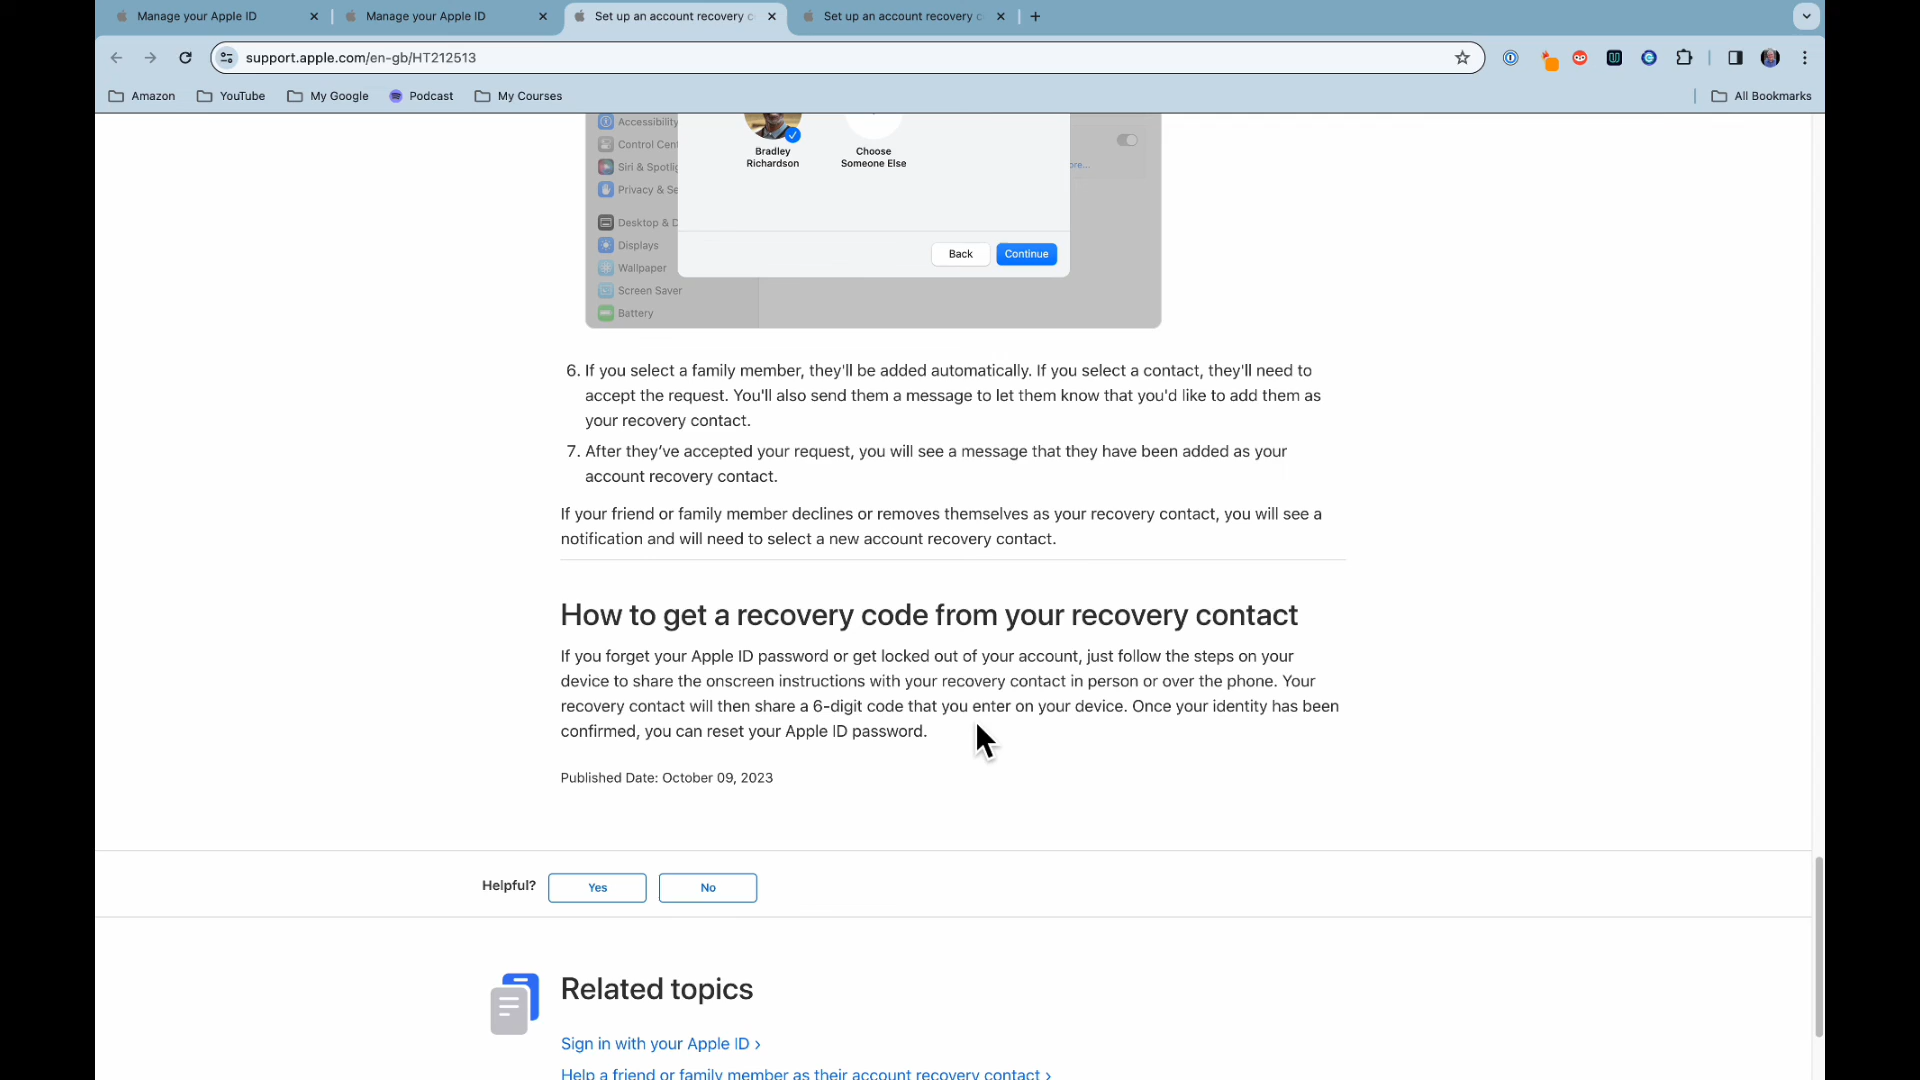 Manage your Apple ID
Manage your Apple ID
Set up an account recovery c
Set up an account recovery c
support.apple.com/en-gb/HT212513
Amazon
YouTube
My Google
Podcast
My Courses
All Bookmarks
Accessibility
Control Cen
Siri & Spotlig
Privacy & Se
Desktop & D
Displays
Wallpaper
Screen Saver
Battery
Bradley
Richardson
Choose
Someone Else
ore...
Back
Continue
6. If you select a family member, they'll be added automatically. If you select a contact, they'll need to
accept the request. You'll also send them a message to let them know that you'd like to add them as
your recovery contact.
7. After they’ve accepted your request, you will see a message that they have been added as your
account recovery contact.
If your friend or family member declines or removes themselves as your recovery contact, you will see a
notification and will need to select a new account recovery contact.
How to get a recovery code from your recovery contact
If you forget your Apple ID password or get locked out of your account, just follow the steps on your
device to share the onscreen instructions with your recovery contact in person or over the phone. Your
recovery contact will then share a 6-digit code that you enter on your device. Once your identity has been
confirmed, you can reset your Apple ID password.
Published Date: October 09, 2023
Helpful?
Yes
No
Related topics
Sign in with your Apple ID ›
Help a friend or family member as their account recovery contact ›